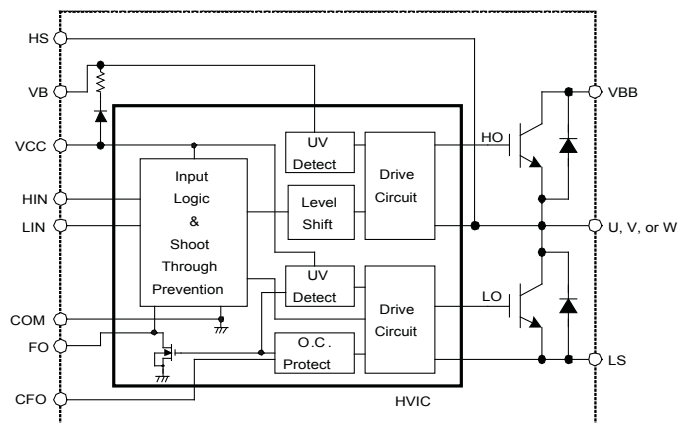 HS
VB
VCC
HIN
LIN
COM
FO
CFO
Input
Logic
&
Shoot
Through
Prevention
UV
Detect
Level
Shift
Drive
Circuit
UV
Detect
O.C.
Protect
Drive
Circuit
HVIC
HO
LO
VBB
U, V, or W
LS